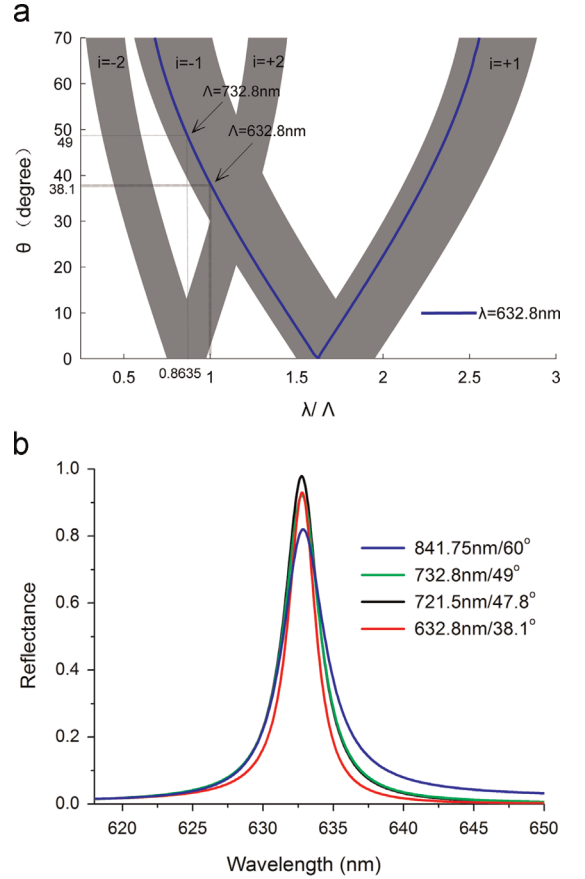 a
70
60
50
49
40
38.1
30
20
10
0
θ (degree)
i=-2
i=-1
i=+2
i=+1
Λ=732.8nm
Λ=632.8nm
λ=632.8nm
0.5
0.8635
1
1.5
2
2.5
3
λ/ Λ
b
1.0
0.8
0.6
0.4
0.2
0.0
Reflectance
841.75nm/60°
732.8nm/49°
721.5nm/47.8°
632.8nm/38.1°
620
625
630
635
640
645
650
Wavelength (nm)